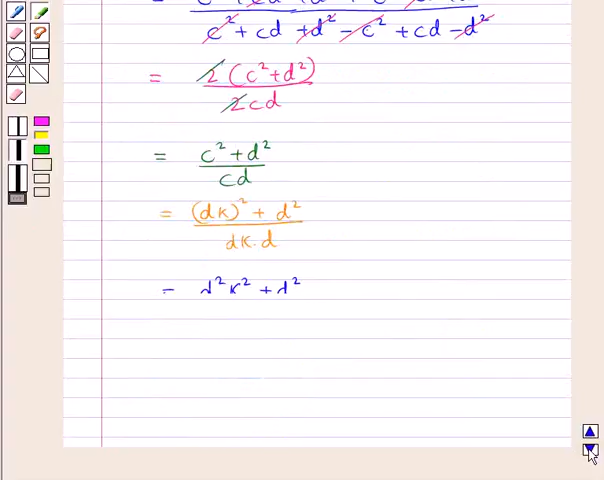 c² + cd + d² - c² + cd - d²
= 2 (c² + d²)
2cd
= c² + d²
cd
= (dk)² + d²
dk.d
= d²k² + d²